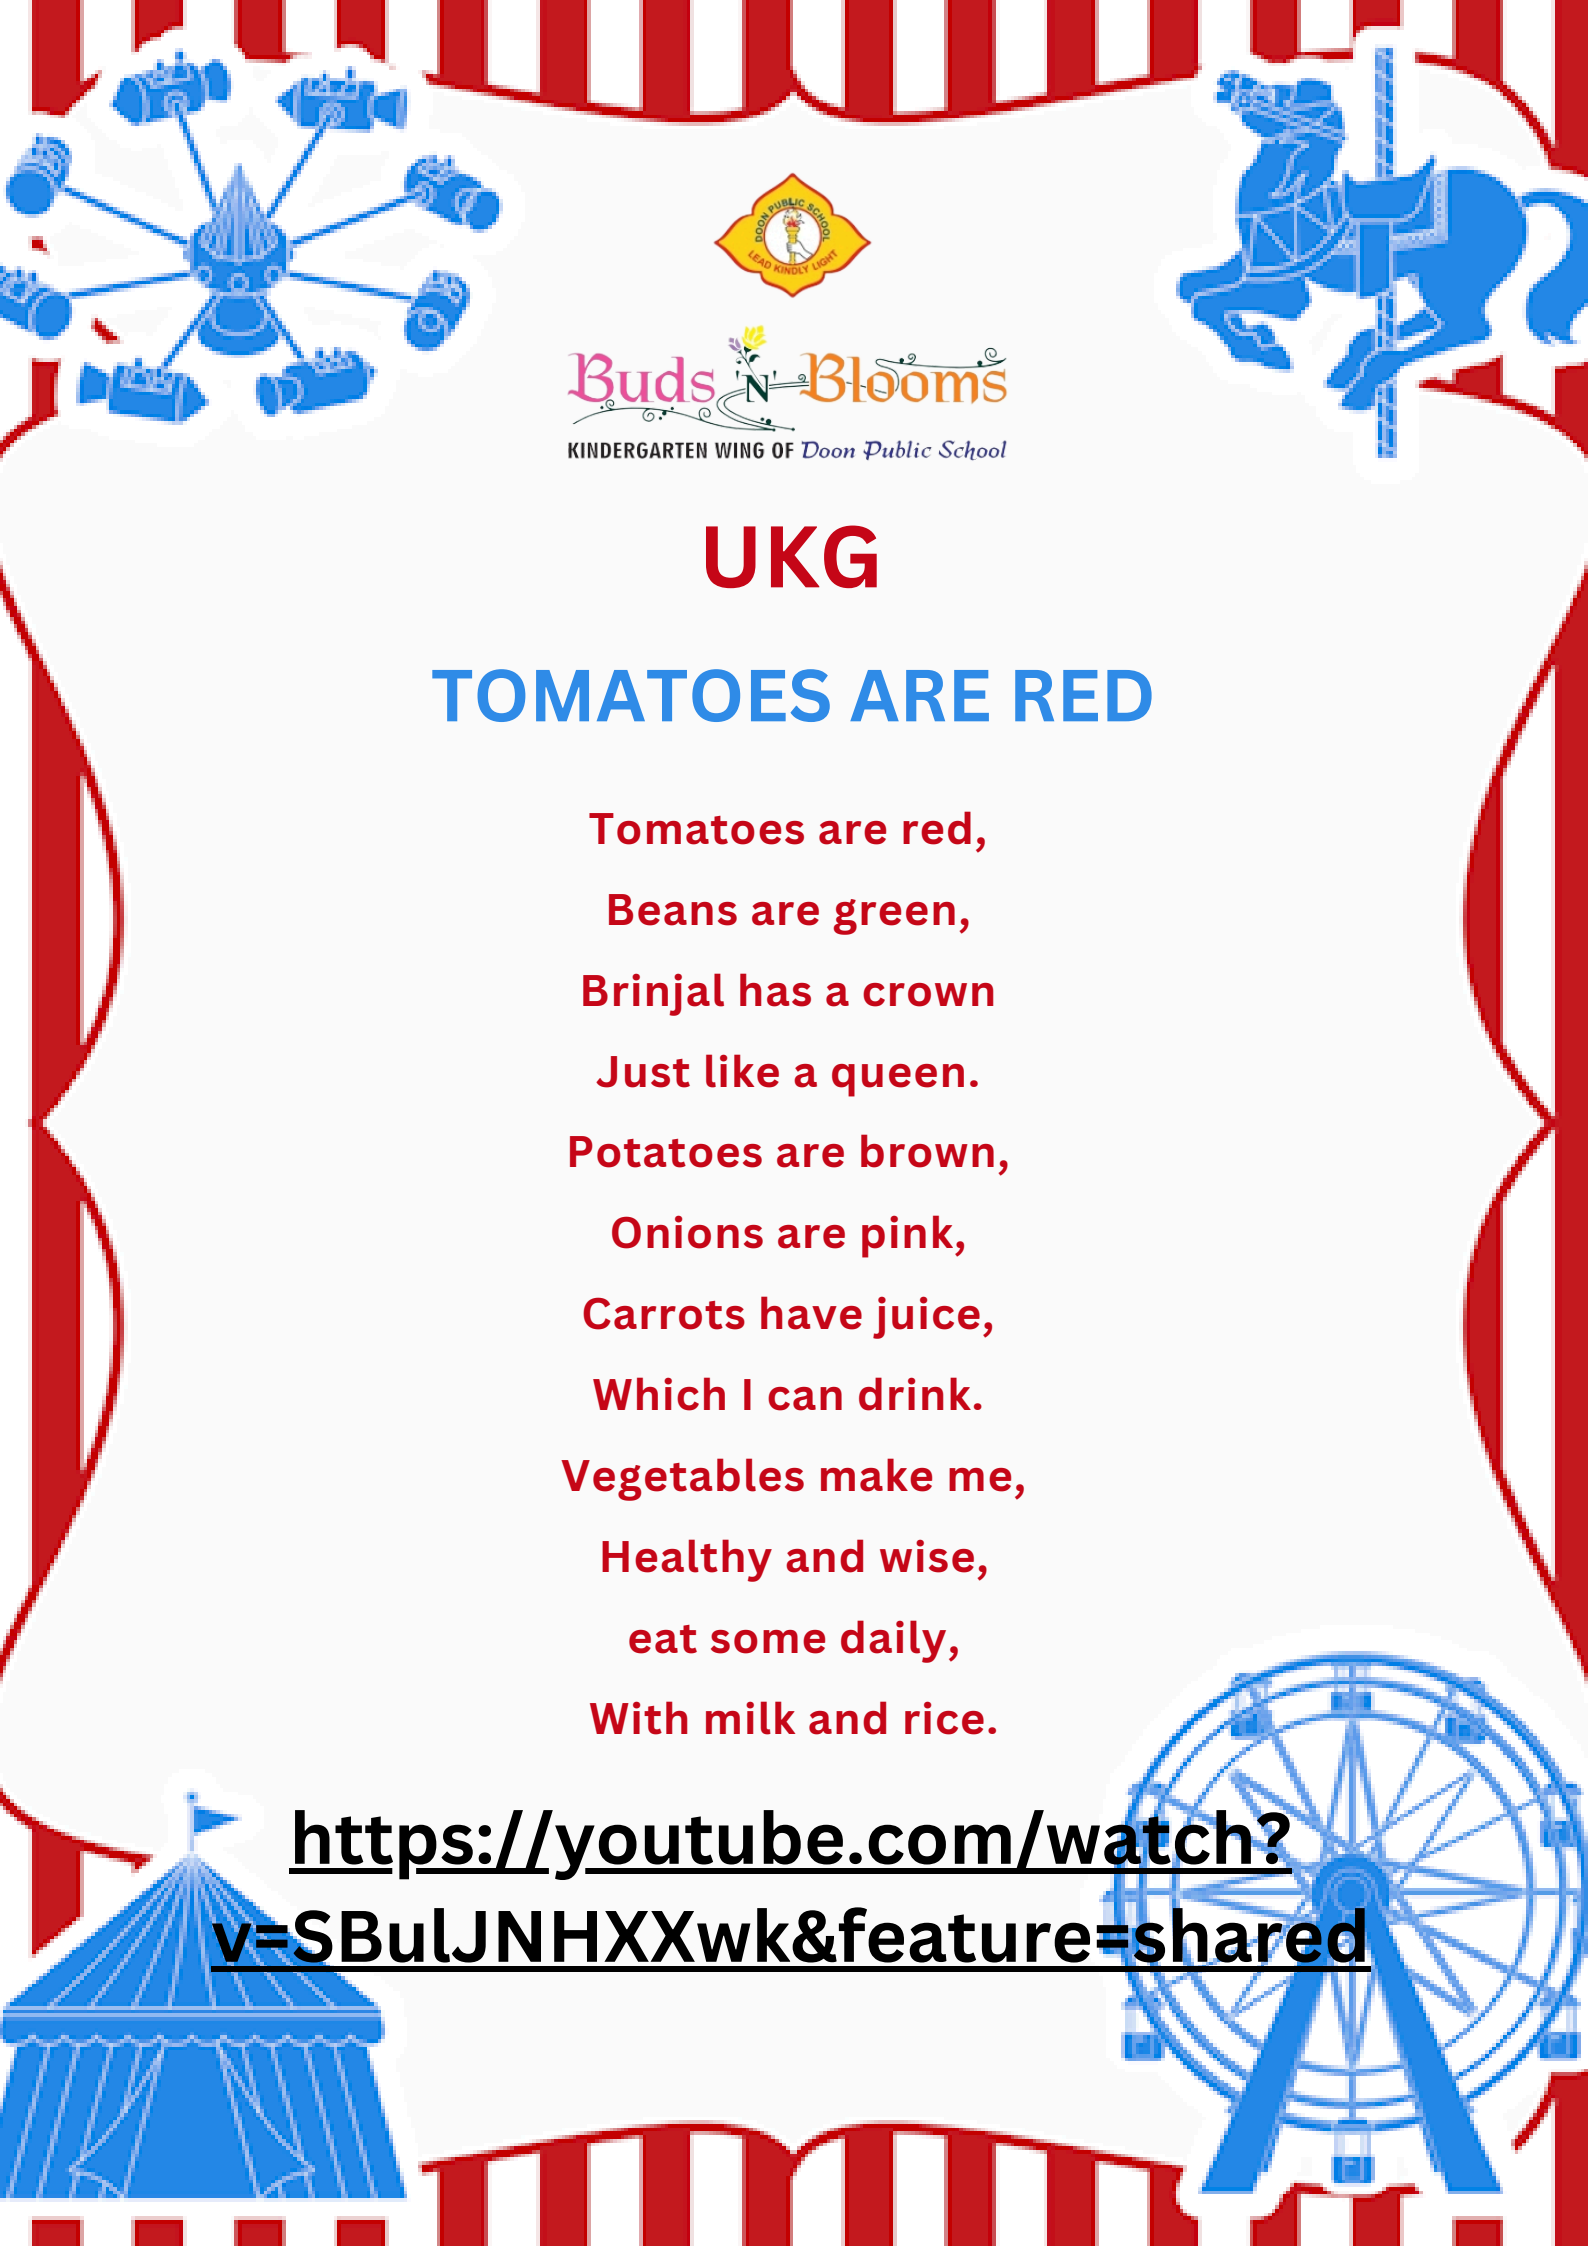 DOON PUBLIC SCHOOL
LEAD KINDLY LIGHT
Buds 'N' Blooms
KINDERGARTEN WING OF Doon Public School
UKG
TOMATOES ARE RED
Tomatoes are red,
Beans are green,
Brinjal has a crown
Just like a queen.
Potatoes are brown,
Onions are pink,
Carrots have juice,
Which I can drink.
Vegetables make me,
Healthy and wise,
eat some daily,
With milk and rice.
https://youtube.com/watch?
v=SBulJNHXXwk&feature=shared